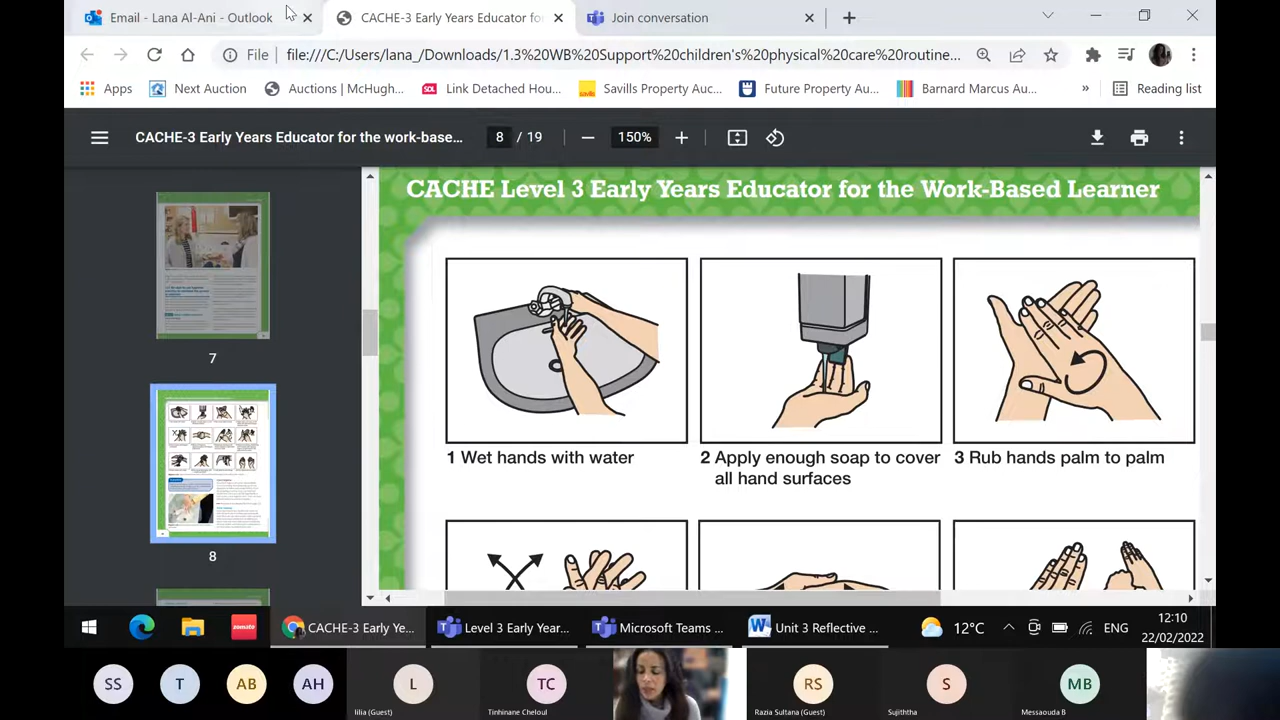 Email - Lana Al-Ani - Outlook
CACHE-3 Early Years Educator fo
Join conversation
File
file:///C:/Users/lana_/Downloads/1.3%20WB%20Support%20children's%20physical%20care%20routine...
Apps
Next Auction
Auctions | McHugh...
SDL
Link Detached Hou...
savills
Savills Property Auc...
Future Property Au...
Barnard Marcus Au...
»
Reading list
CACHE-3 Early Years Educator for the work-base...
8 / 19
150%
7
8
CACHE Level 3 Early Years Educator for the Work-Based Learner
1 Wet hands with water
2 Apply enough soap to cover
all hand surfaces
3 Rub hands palm to palm
zomato
CACHE-3 Early Ye...
Level 3 Early Year...
Microsoft Teams ...
Unit 3 Reflective ...
12°C
ENG
12:10
22/02/2022
SS
T
AB
AH
L
lilia (Guest)
TC
Tinhinane Cheloul
RS
Razia Sultana (Guest)
S
Sujiththa
MB
Messaouda B